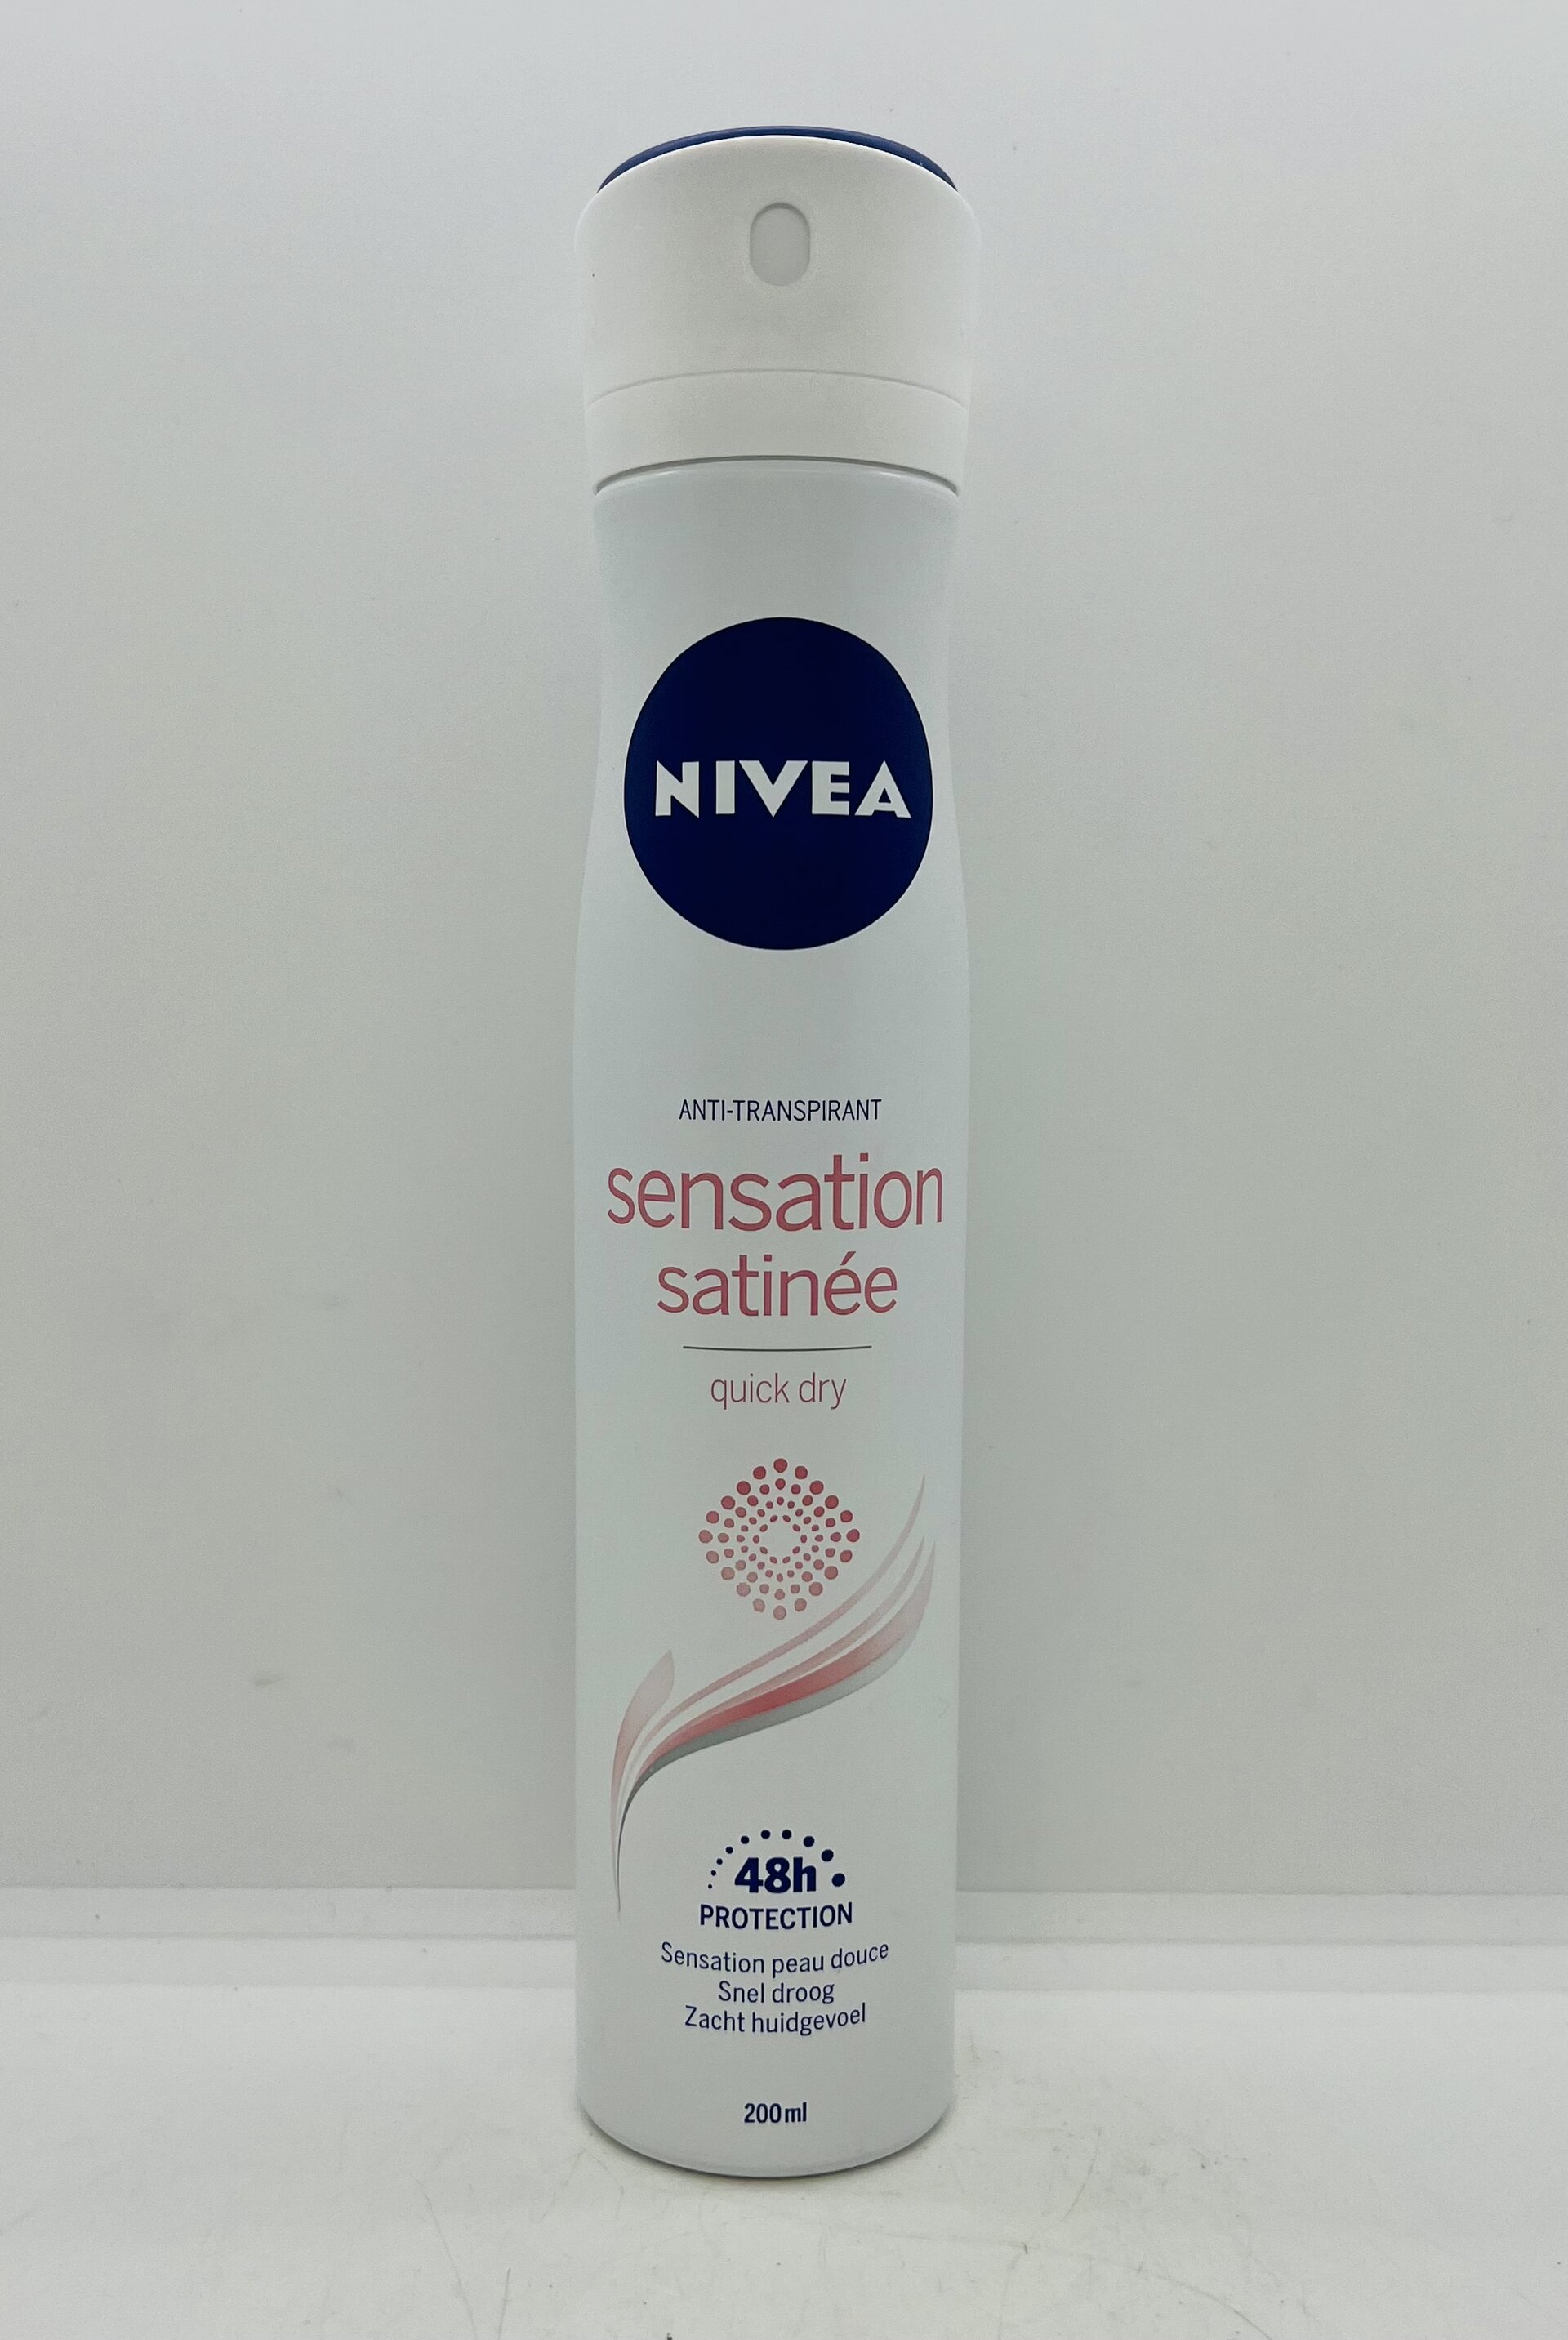 NIVEA
ANTI-TRANSPIRANT
sensation
satinée
quick dry
48h
PROTECTION
Sensation peau douce
Snel droog
Zacht huidgevoel
200ml